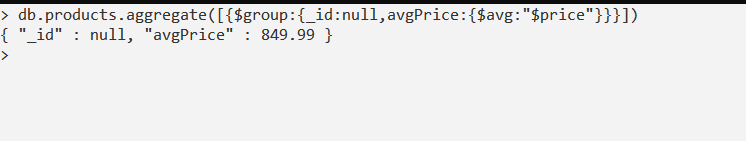 > db.products.aggregate([{$group:{_id:null,avgPrice:{$avg:"$price"}}}])
{ "_id" : null, "avgPrice" : 849.99 }
>